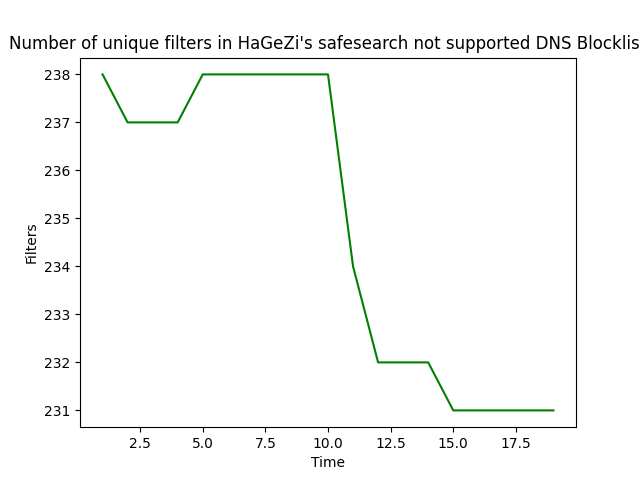 Number of unique filters in HaGeZi's safesearch not supported DNS Blocklis
238
237
236
235
234
233
232
231
Filters
2.5 5.0 7.5 10.0 12.5 15.0 17.5
Time